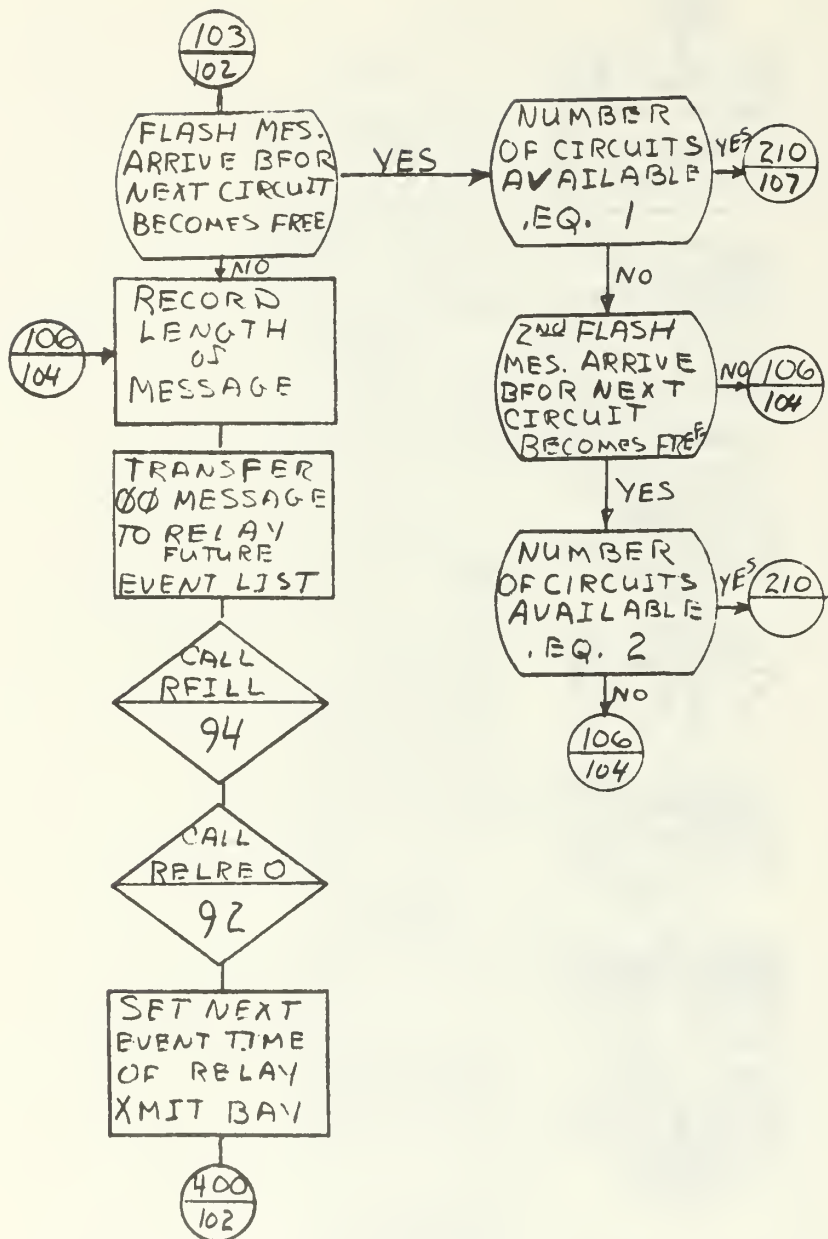 103
102
FLASH MES.
ARRIVE BFOR
NEXT CIRCUIT
BECOMES FREE
YES
NO
NUMBER
OF CIRCUITS
AVAILABLE
.EQ. 1
YES
210
107
NO
106
104
RECORD
LENGTH
OF
MESSAGE
2ND FLASH
MES. ARRIVE
BFOR NEXT
CIRCUIT
BECOMES FREE
NO
106
104
YES
TRANSFER
ØØ MESSAGE
TO RELAY
FUTURE
EVENT LIST
NUMBER
OF CIRCUITS
AVAILABLE
.EQ. 2
YES
210
NO
106
104
CALL
RFILL
94
CALL
RELREO
92
SET NEXT
EVENT TIME
OF RELAY
XMIT BAY
400
102